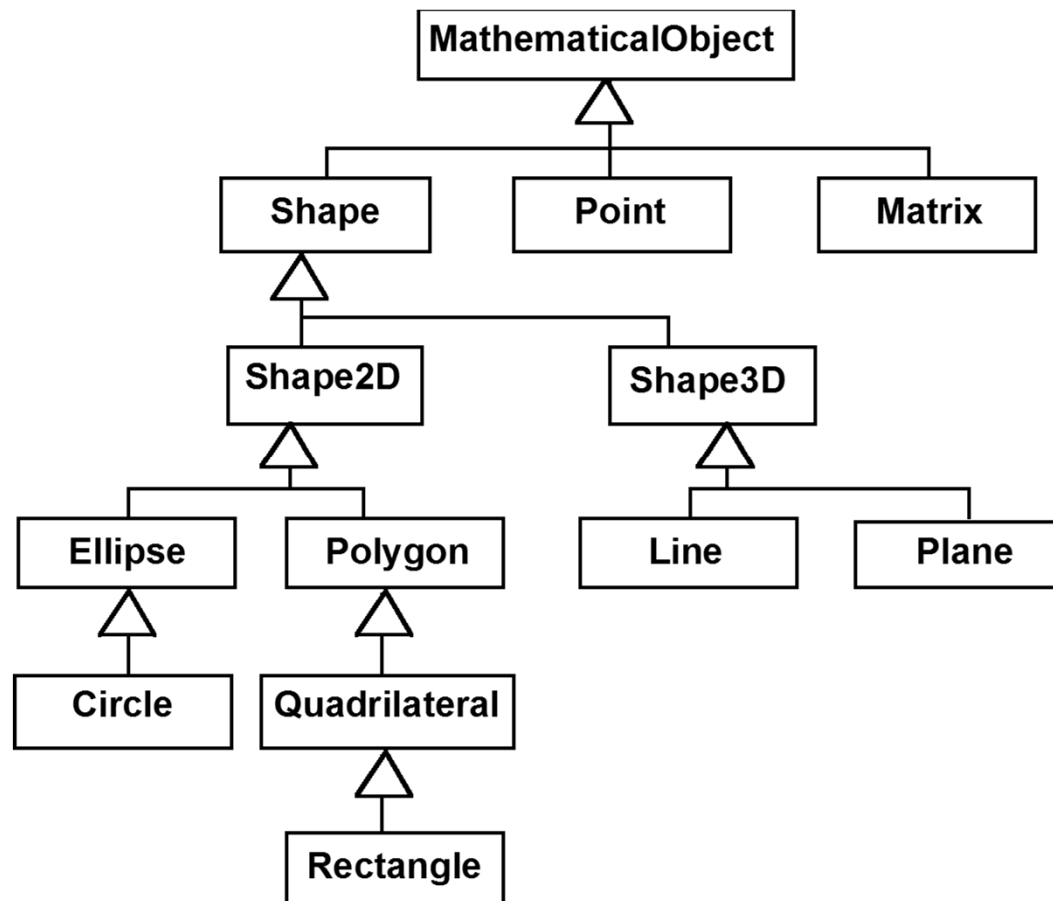 MathematicalObject
Shape
Point
Matrix
Shape2D
Shape3D
Ellipse
Polygon
Line
Plane
Circle
Quadrilateral
Rectangle